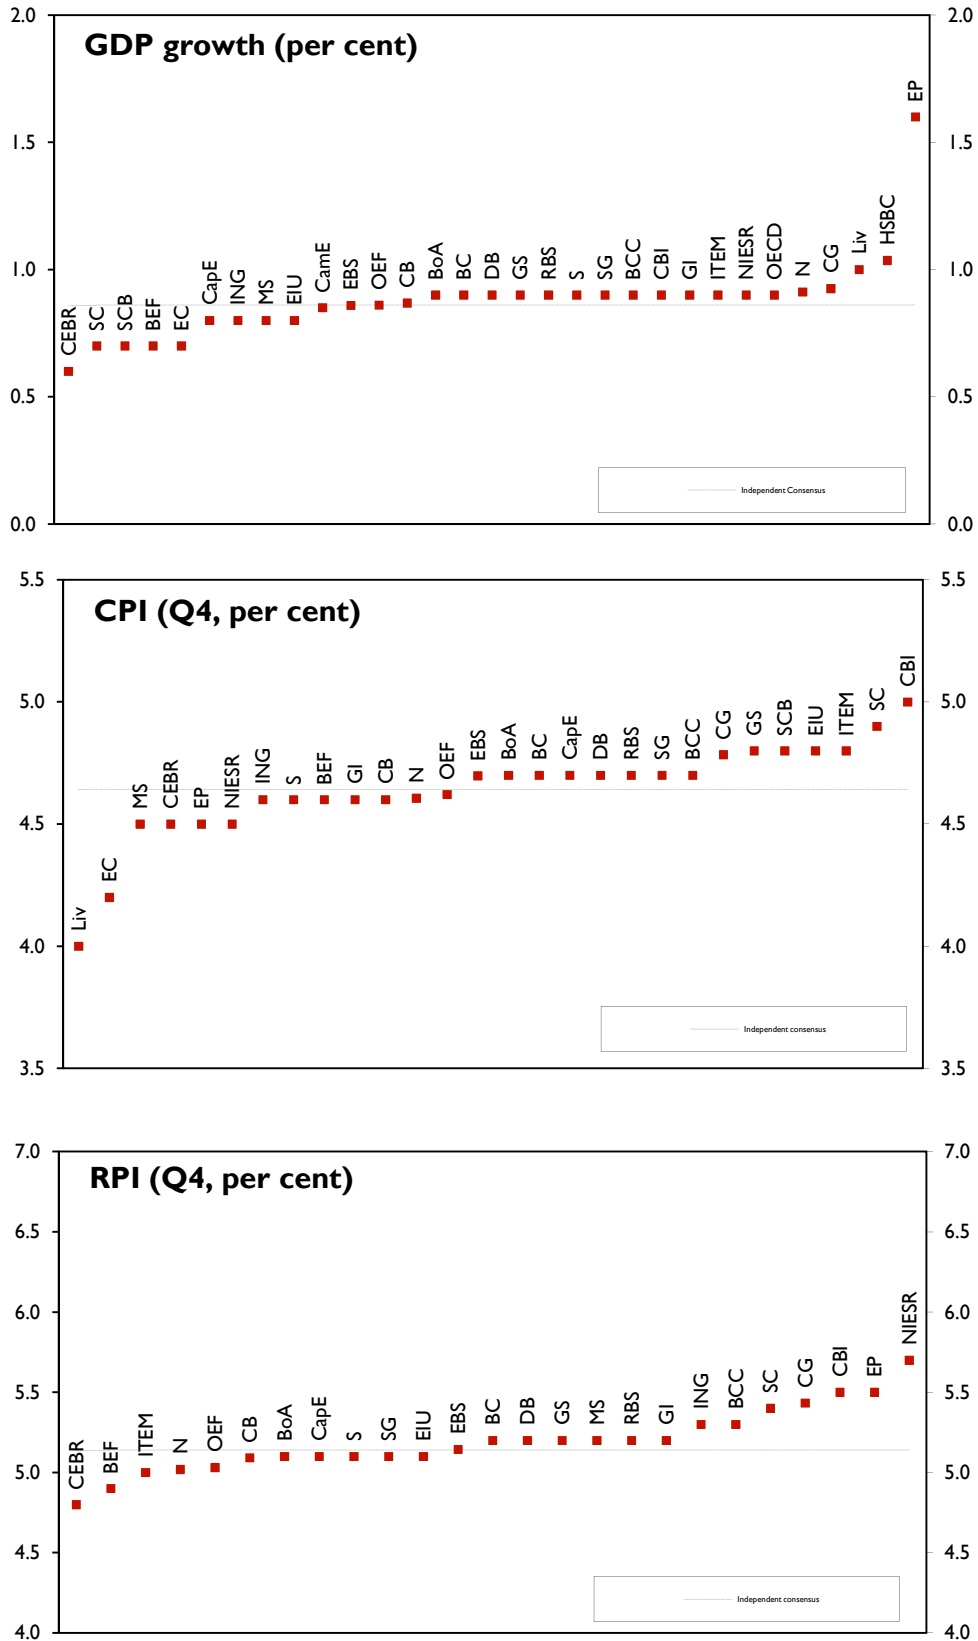 GDP growth (per cent)
2.0 2.0
1.5 1.5
1.0 1.0
0.5 0.5
0.0 0.0
CEBR SC SCB BEF EC CapE ING MS EIU CamE EBS OEF CB BoA BC DB GS RBS S SG BCC CBI GI ITEM NIESR OECD N CG Liv HSBC EP
Independent Consensus
CPI (Q4, per cent)
5.5 5.5
5.0 5.0
4.5 4.5
4.0 4.0
3.5 3.5
Liv EC MS CEBR EP NIESR ING S BEF GI CB N OEF EBS BoA BC CapE DB RBS SG BCC CG GS SCB EIU ITEM SC CBI
Independent consensus
RPI (Q4, per cent)
7.0 7.0
6.5 6.5
6.0 6.0
5.5 5.5
5.0 5.0
4.5 4.5
4.0 4.0
CEBR BEF ITEM N OEF CB BoA CapE S SG EIU EBS BC DB GS MS RBS GI ING BCC SC CG CBI EP NIESR
Independent consensus